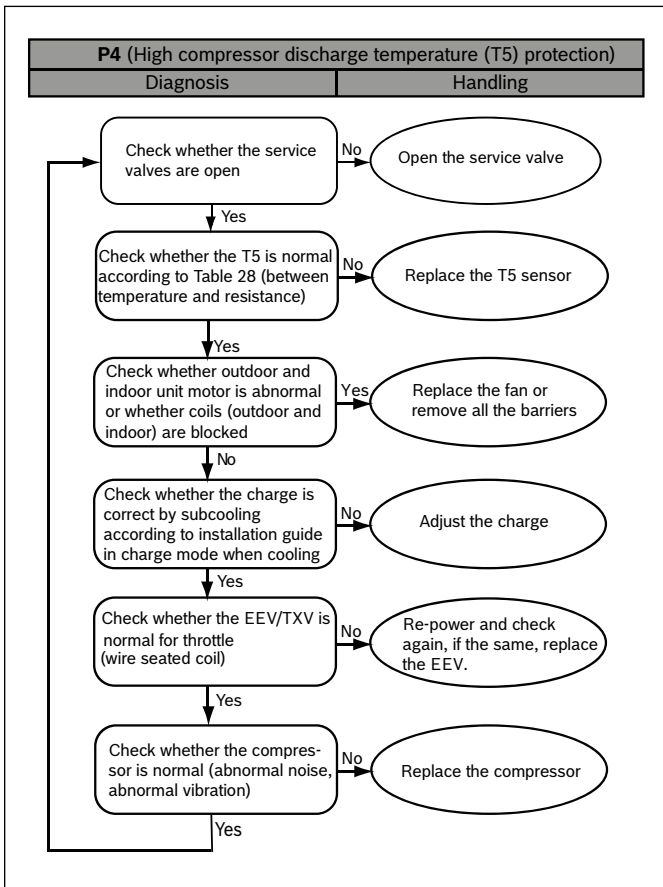 P4 (High compressor discharge temperature (T5) protection)
Diagnosis
Handling
Check whether the service
valves are open
No
Open the service valve
Yes
Check whether the T5 is normal
according to Table 28 (between
temperature and resistance)
No
Replace the T5 sensor
Yes
Check whether outdoor and
indoor unit motor is abnormal
or whether coils (outdoor and
indoor) are blocked
Yes
Replace the fan or
remove all the barriers
No
Check whether the charge is
correct by subcooling
according to installation guide
in charge mode when cooling
No
Adjust the charge
Yes
Check whether the EEV/TXV is
normal for throttle
(wire seated coil)
No
Re-power and check
again, if the same, replace
the EEV.
Yes
Check whether the compres-
sor is normal (abnormal noise,
abnormal vibration)
No
Replace the compressor
Yes